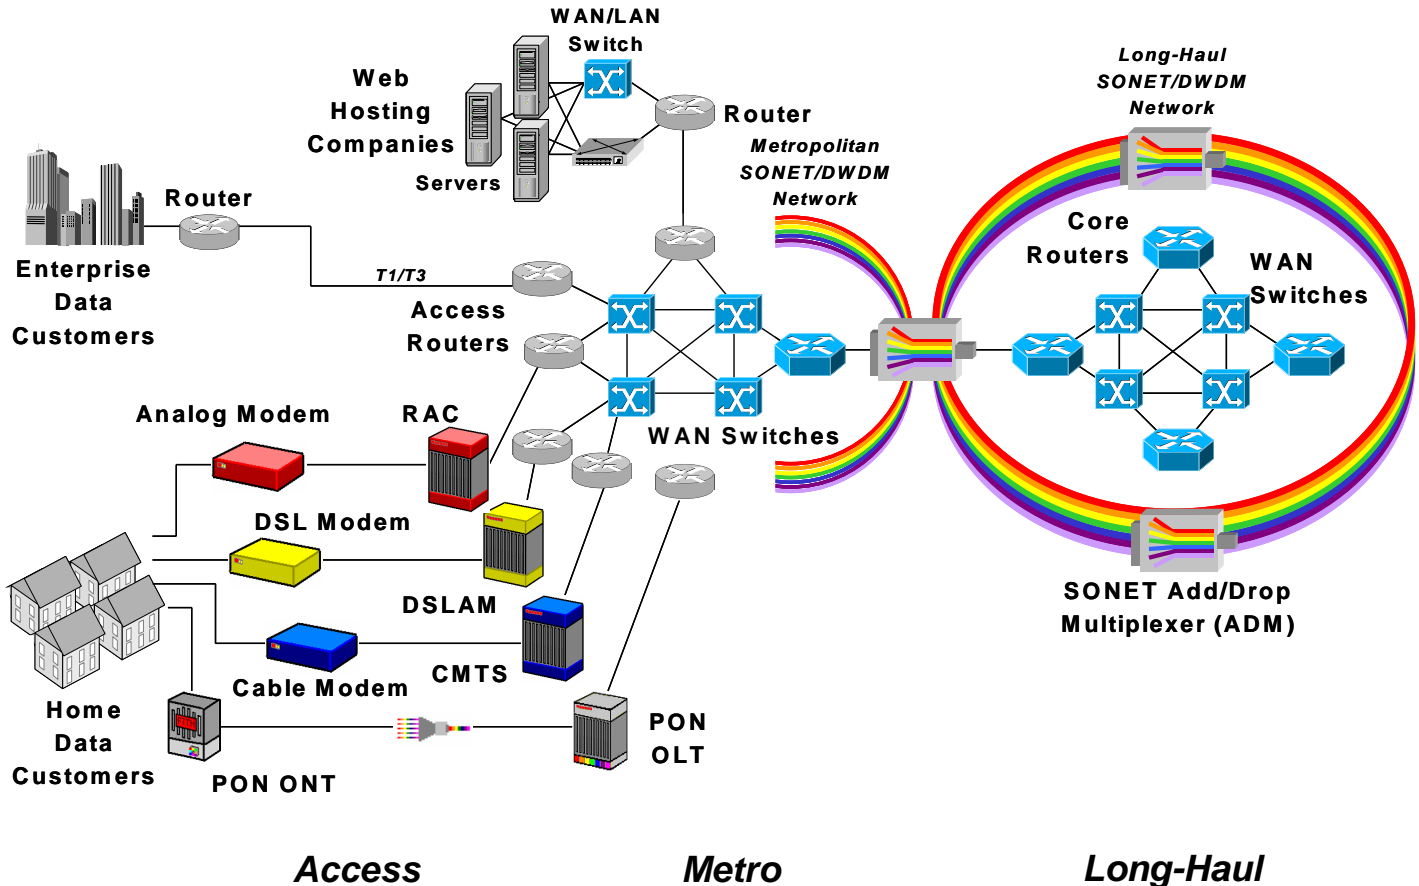 WAN/LAN
Switch
Web
Hosting
Companies
Servers
Router
Long-Haul
SONET/DWDM
Network
Metropolitan
SONET/DWDM
Network
Router
Enterprise
Data
Customers
T1/T3
Access
Routers
Core
Routers
WAN
Switches
WAN Switches
Analog Modem
RAC
DSL Modem
DSLAM
Cable Modem
CMTS
Home
Data
Customers
PON ONT
PON
OLT
SONET Add/Drop
Multiplexer (ADM)
Access
Metro
Long-Haul